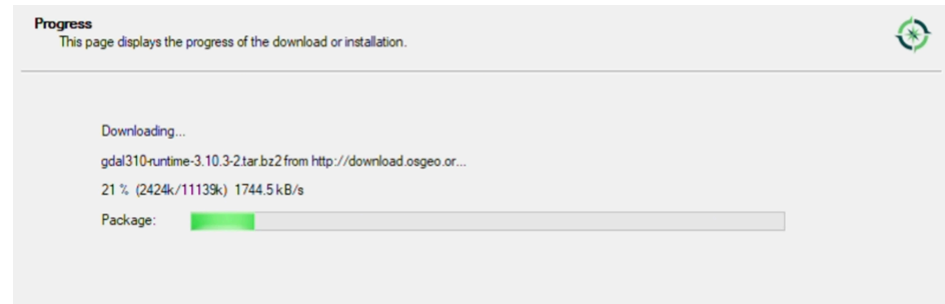 Progress
This page displays the progress of the download or installation.
Downloading...
gdal310-runtime-3.10.3-2.tar.bz2 from http://download.osgeo.or...
21 % (2424k/11139k) 1744.5 kB/s
Package: